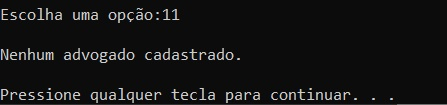 Escolha uma opção:11
Nenhum advogado cadastrado.
Pressione qualquer tecla para continuar. . .